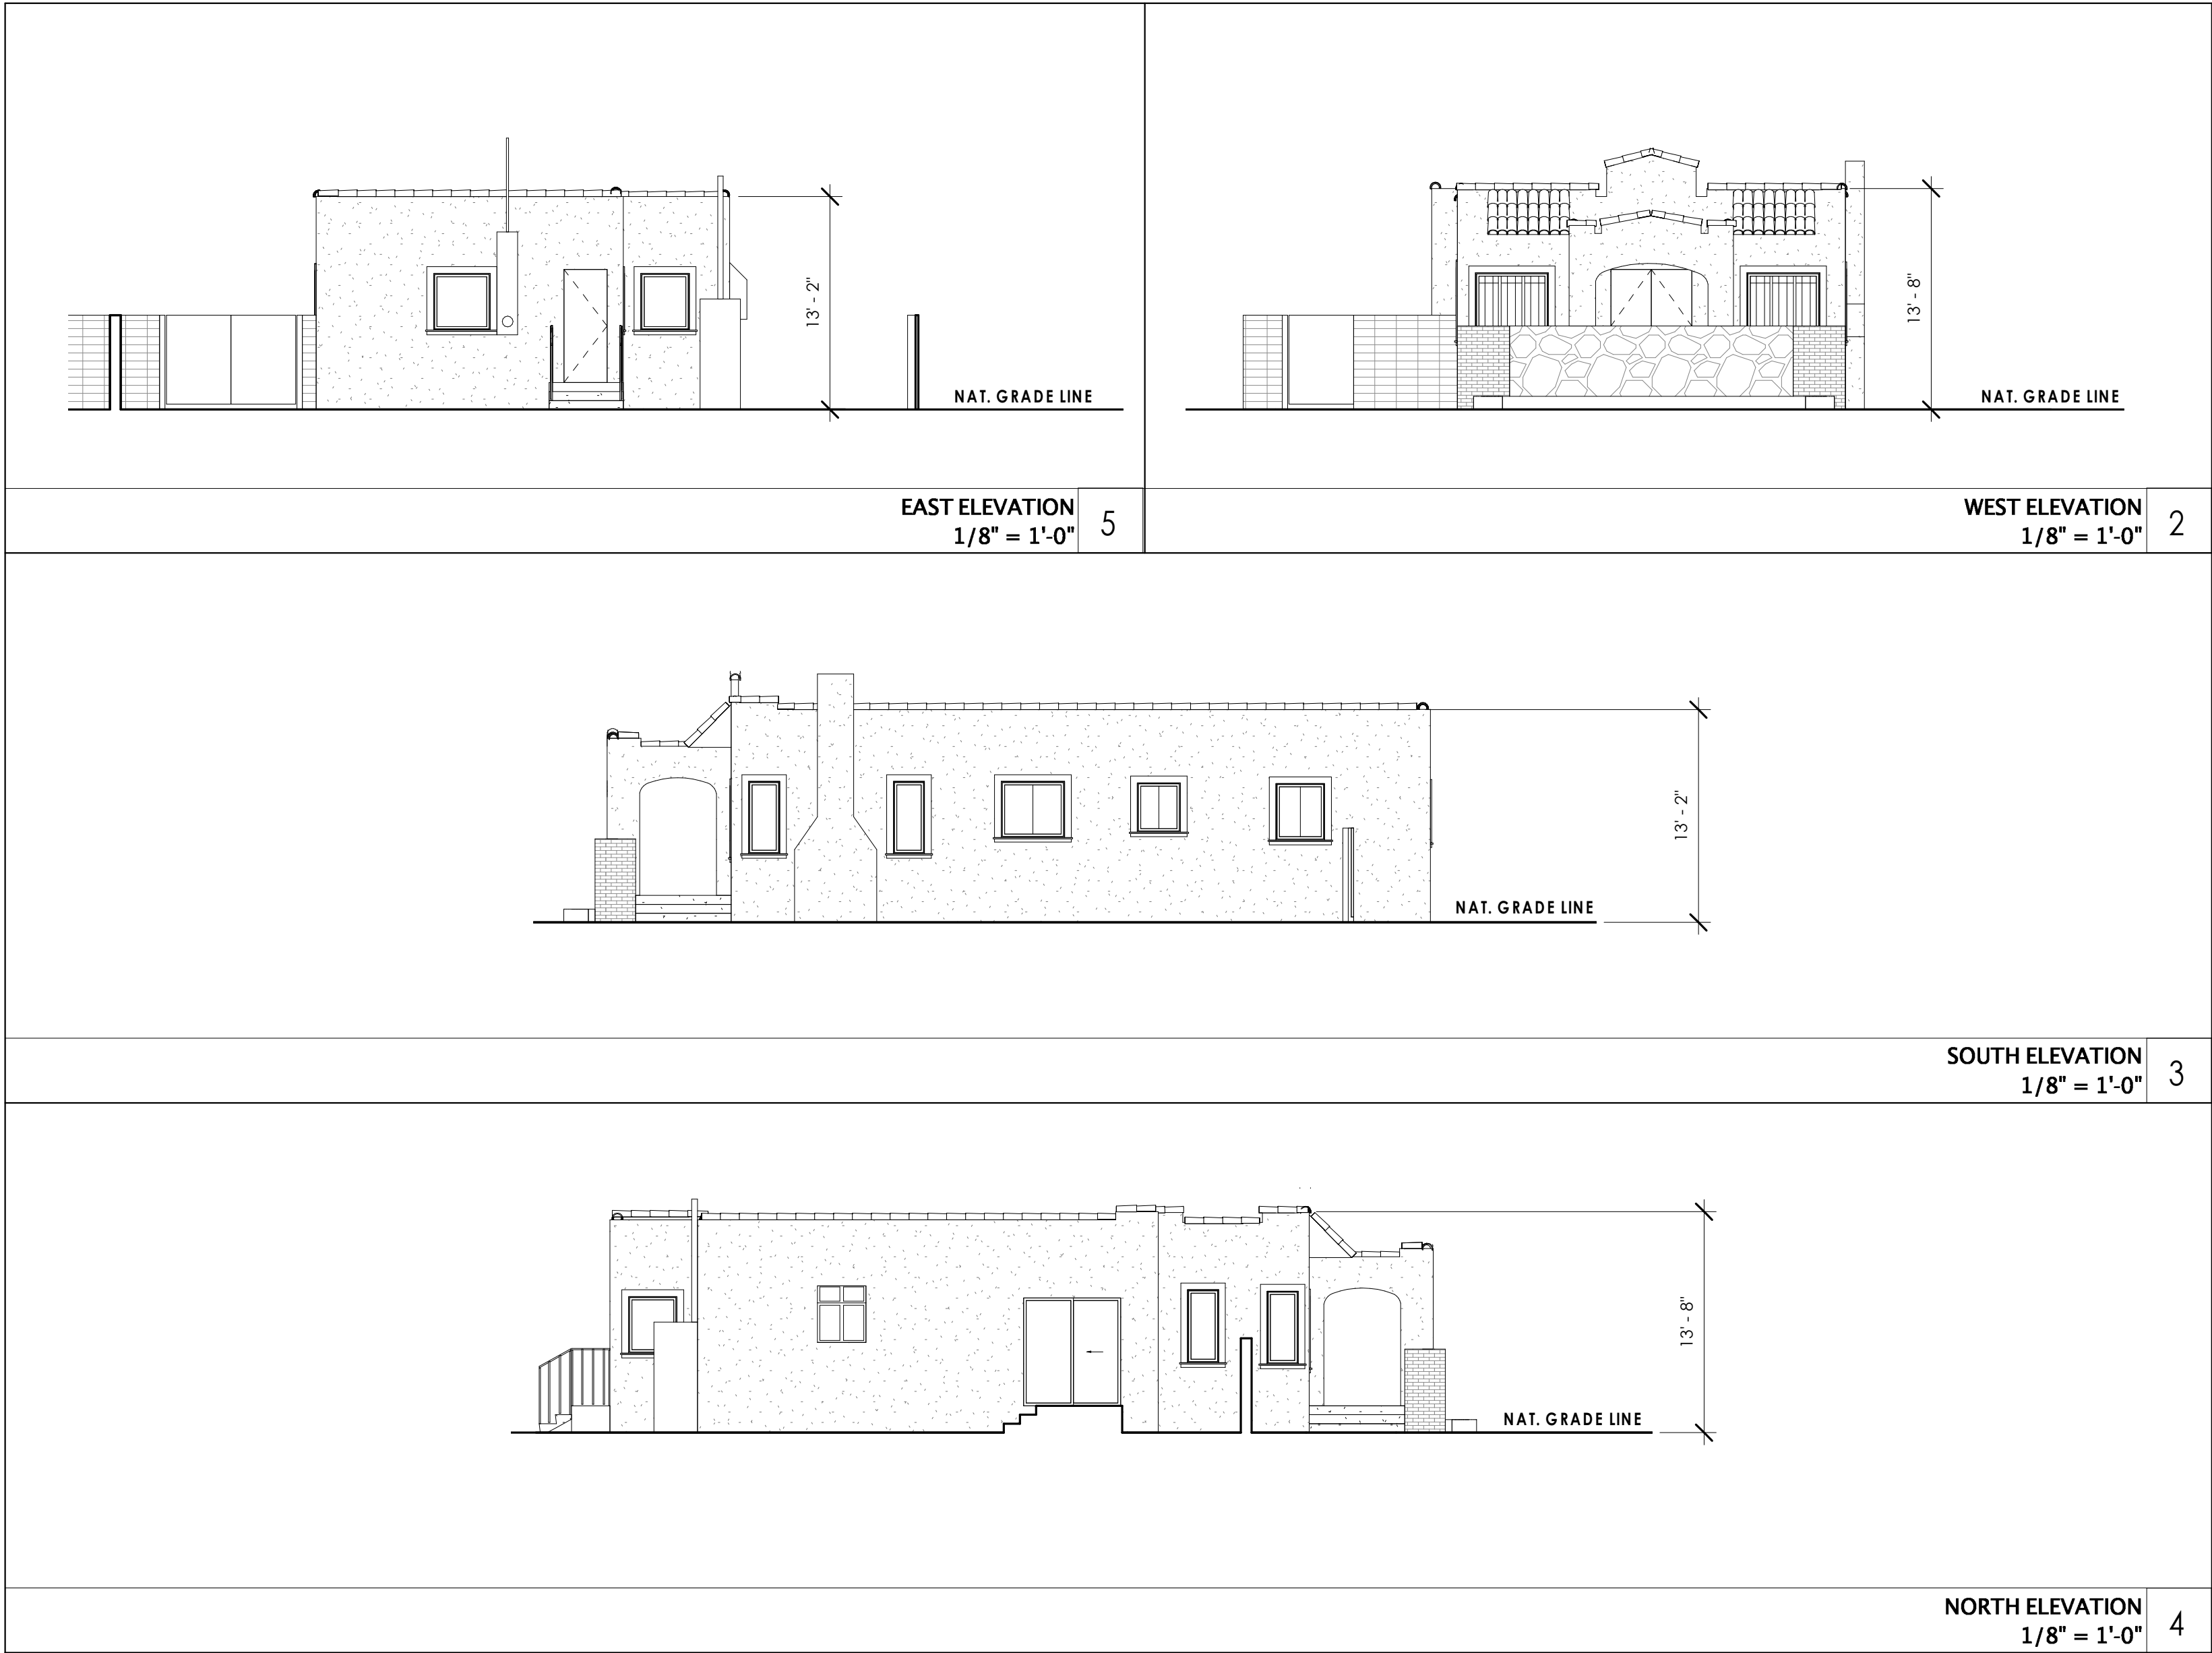 13' - 2"
NAT. GRADE LINE
EAST ELEVATION
1/8" = 1'-0"
5
13' - 8"
NAT. GRADE LINE
WEST ELEVATION
1/8" = 1'-0"
2
13' - 2"
NAT. GRADE LINE
SOUTH ELEVATION
1/8" = 1'-0"
3
13' - 8"
NAT. GRADE LINE
NORTH ELEVATION
1/8" = 1'-0"
4